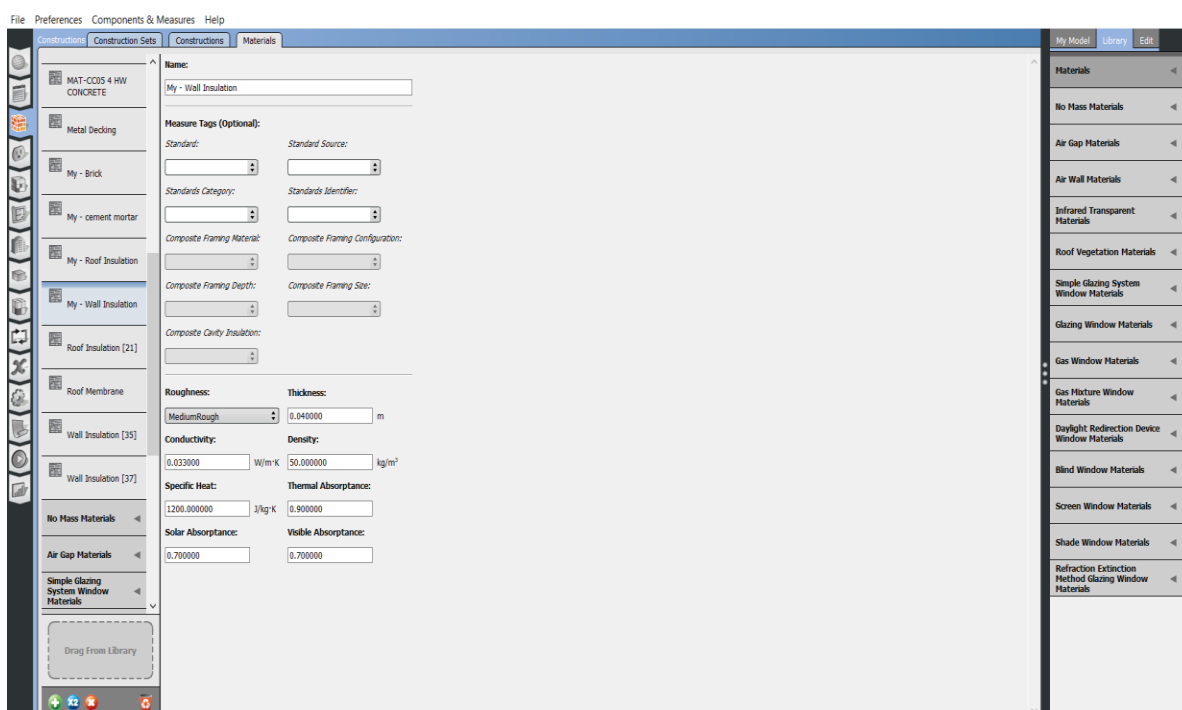 File Preferences Components & Measures Help
Constructions Construction Sets Constructions Materials
My Model Library Edit
MAT-CC05 4 HW
CONCRETE
Metal Decking
My - Brick
My - cement mortar
My - Roof Insulation
My - Wall Insulation
Roof Insulation [21]
Roof Membrane
Wall Insulation [35]
Wall Insulation [37]
No Mass Materials
Air Gap Materials
Simple Glazing
System Window
Materials
Drag From Library
x2
Name:
My - Wall Insulation
Measure Tags (Optional):
Standard: Standard Source:
Standards Category: Standards Identifier:
Composite Framing Material: Composite Framing Configuration:
Composite Framing Depth: Composite Framing Size:
Composite Cavity Insulation:
Roughness: Thickness:
MediumRough 0.040000 m
Conductivity: Density:
0.033000 W/m·K 50.000000 kg/m³
Specific Heat: Thermal Absorptance:
1200.000000 J/kg·K 0.900000
Solar Absorptance: Visible Absorptance:
0.700000 0.700000
Materials
No Mass Materials
Air Gap Materials
Air Wall Materials
Infrared Transparent
Materials
Roof Vegetation Materials
Simple Glazing System
Window Materials
Glazing Window Materials
Gas Window Materials
Gas Mixture Window
Materials
Daylight Redirection Device
Window Materials
Blind Window Materials
Screen Window Materials
Shade Window Materials
Refraction Extinction
Method Glazing Window
Materials